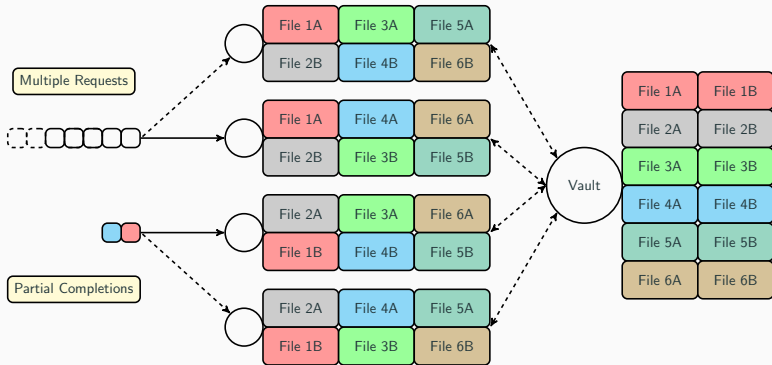 Multiple Requests
Partial Completions
File 1A File 3A File 5A
File 2B File 4B File 6B
File 1A File 4A File 6A
File 2B File 3B File 5B
File 2A File 3A File 6A
File 1B File 4B File 5B
File 2A File 4A File 5A
File 1B File 3B File 6B
Vault
File 1A File 1B
File 2A File 2B
File 3A File 3B
File 4A File 4B
File 5A File 5B
File 6A File 6B